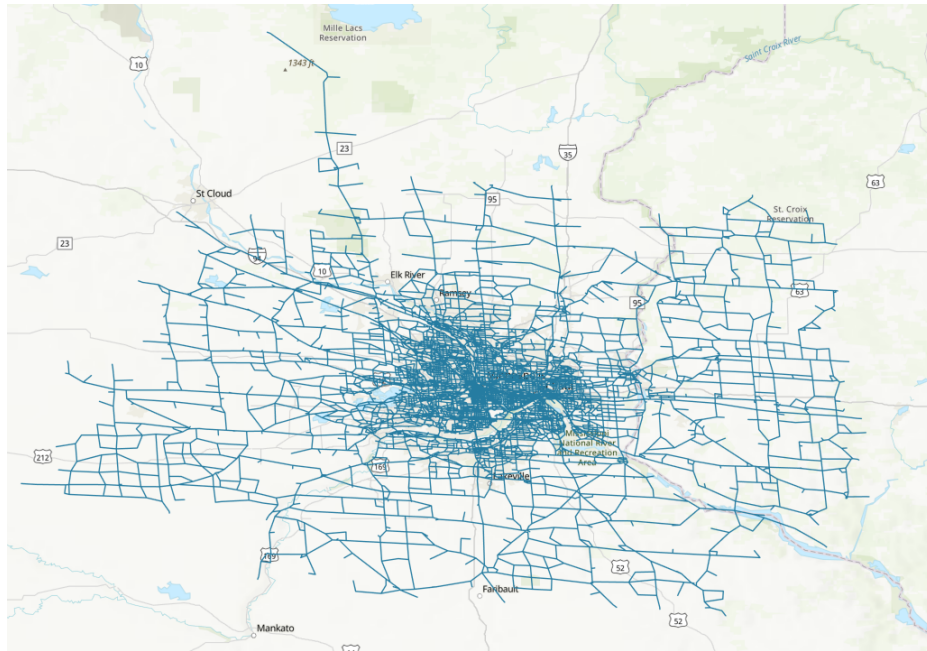 Mille Lacs
Reservation
Saint Croix River
10
1343 ft
23
35
63
St Cloud
95
St. Croix
Reservation
23
94
10
Elk River
63
Ramsey
95
212
169
National River
Area
Lakeville
169
52
Faribault
52
Mankato